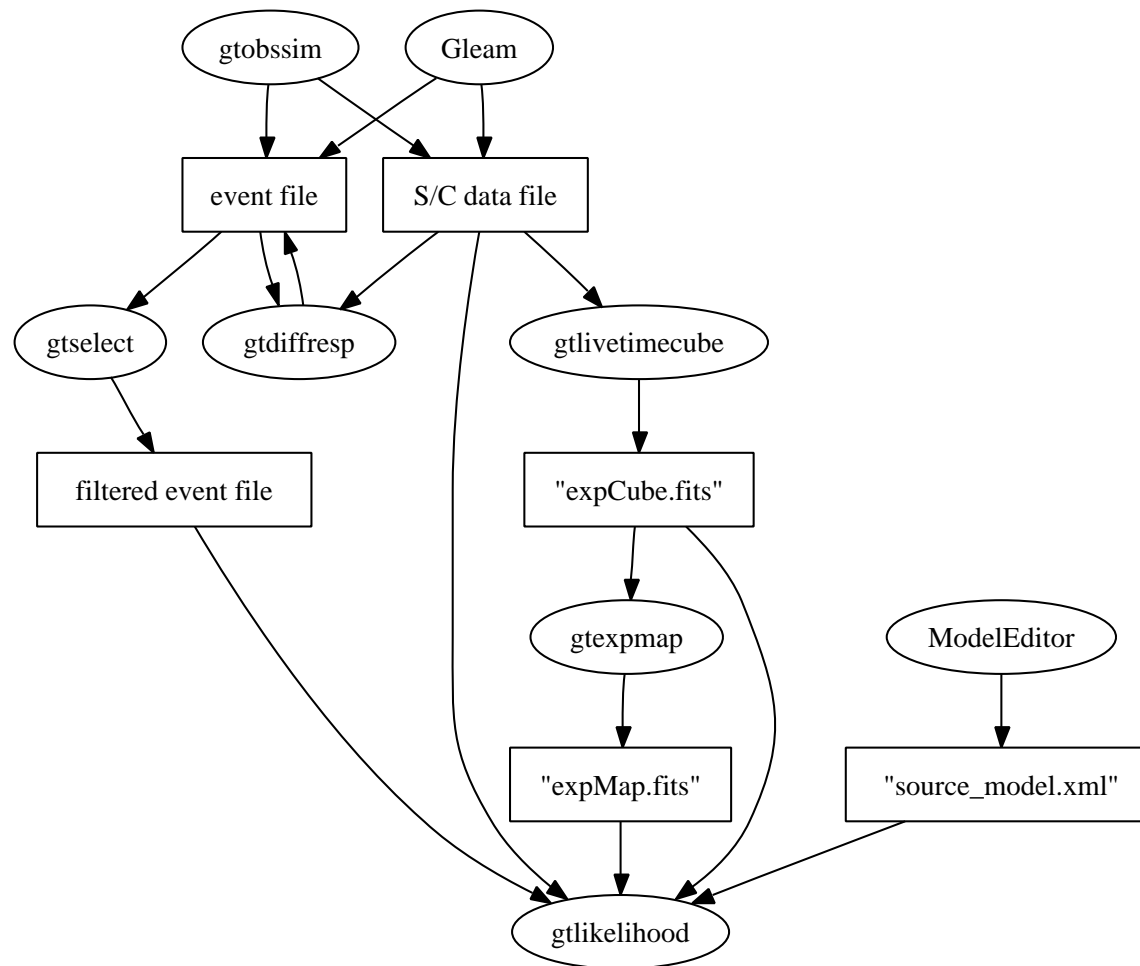 gtobssim
Gleam
event file
S/C data file
gtselect
gtdiffresp
gtlivetimecube
filtered event file
"expCube.fits"
gtexpmap
ModelEditor
"expMap.fits"
"source_model.xml"
gtlikelihood